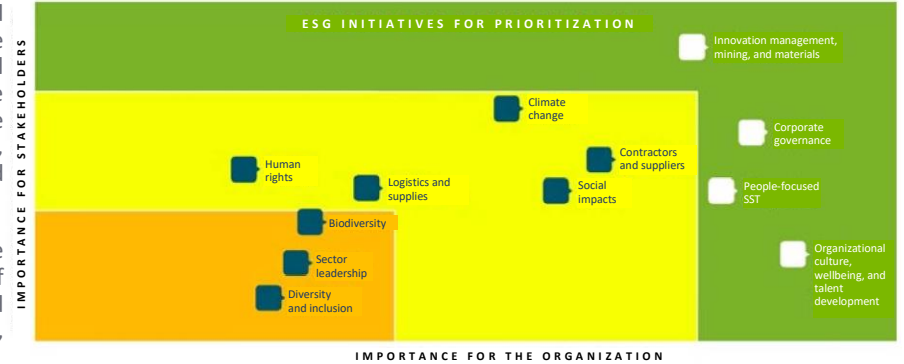 ESG INITIATIVES FOR PRIORITIZATION
Innovation management,
mining, and materials
Climate
change
Corporate
governance
Contractors
and suppliers
Human
rights
Logistics and
supplies
Social
impacts
People-focused
SST
Biodiversity
Sector
leadership
Organizational
culture,
wellbeing, and
talent
development
Diversity
and inclusion
IMPORTANCE FOR STAKEHOLDERS
IMPORTANCE FOR THE ORGANIZATION